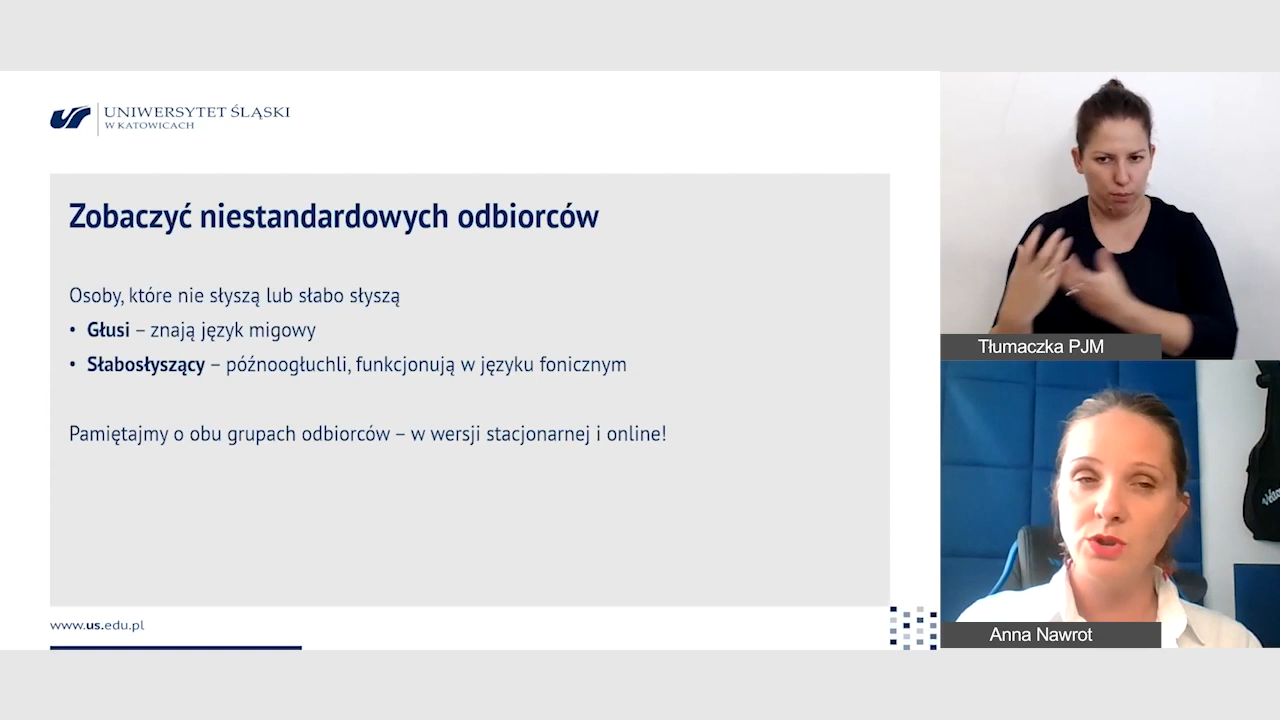 UNIWERSYTET ŚLĄSKI
W KATOWICACH
Zobaczyć niestandardowych odbiorców
Osoby, które nie słyszą lub słabo słyszą
• Głusi – znają język migowy
• Słabosłyszący – późnoogłuchli, funkcjonują w języku fonicznym
Pamiętajmy o obu grupach odbiorców – w wersji stacjonarnej i online!
www.us.edu.pl
Tłumaczka PJM
Anna Nawrot